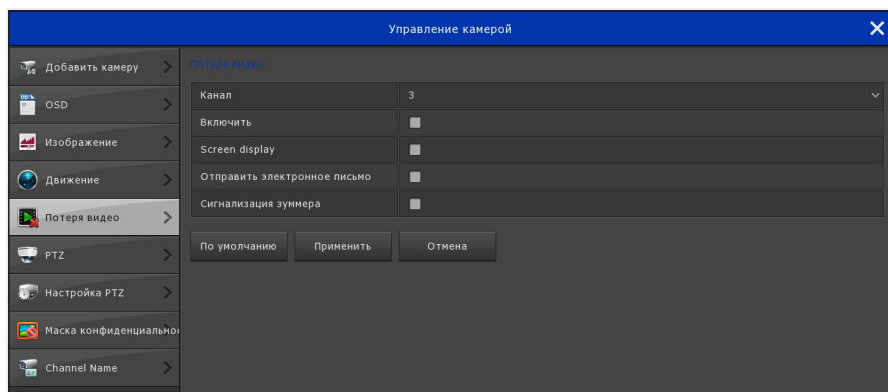 Управление камерой
Добавить камеру
OSD
Изображение
Движение
Потеря видео
PTZ
Настройка PTZ
Маска конфиденциально
Channel Name
Потеря видео
Канал 3
Включить
Screen display
Отправить электронное письмо
Сигнализация зуммера
По умолчанию Применить Отмена